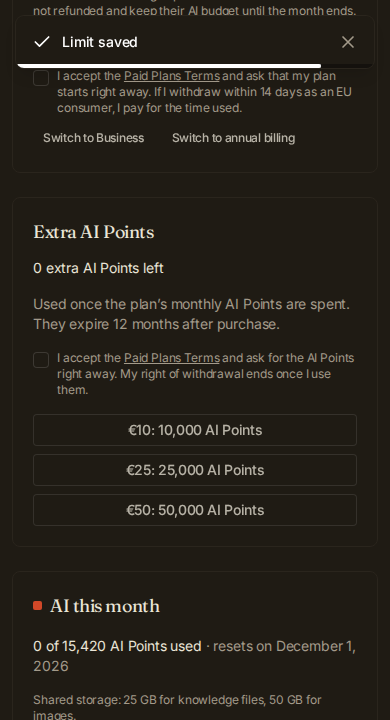 not refunded and keep their AI budget until the month ends.
Limit saved
I accept the Paid Plans Terms and ask that my plan
starts right away. If I withdraw within 14 days as an EU
consumer, I pay for the time used.
Switch to Business
Switch to annual billing
Extra AI Points
0 extra AI Points left
Used once the plan’s monthly AI Points are spent.
They expire 12 months after purchase.
I accept the Paid Plans Terms and ask for the AI Points
right away. My right of withdrawal ends once I use
them.
€10: 10,000 AI Points
€25: 25,000 AI Points
€50: 50,000 AI Points
AI this month
0 of 15,420 AI Points used · resets on December 1,
2026
Shared storage: 25 GB for knowledge files, 50 GB for
images.